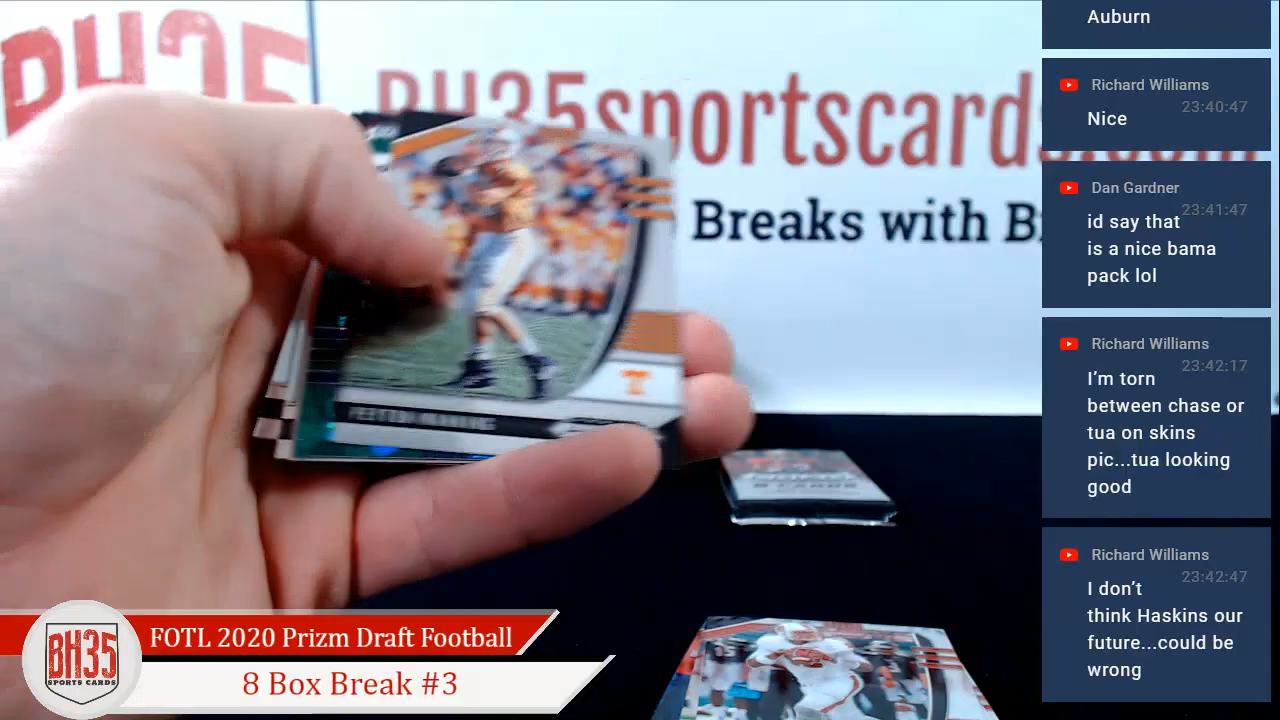 BH35
BH35sportscards.com
Breaks with B
PEYTON MANNING
T
BH35
SPORTS CARDS
FOTL 2020 Prizm Draft Football
8 Box Break #3
Auburn
Richard Williams
23:40:47
Nice
Dan Gardner
23:41:47
id say that
is a nice bama
pack lol
Richard Williams
23:42:17
I'm torn
between chase or
tua on skins
pic...tua looking
good
Richard Williams
23:42:47
I don't
think Haskins our
future...could be
wrong